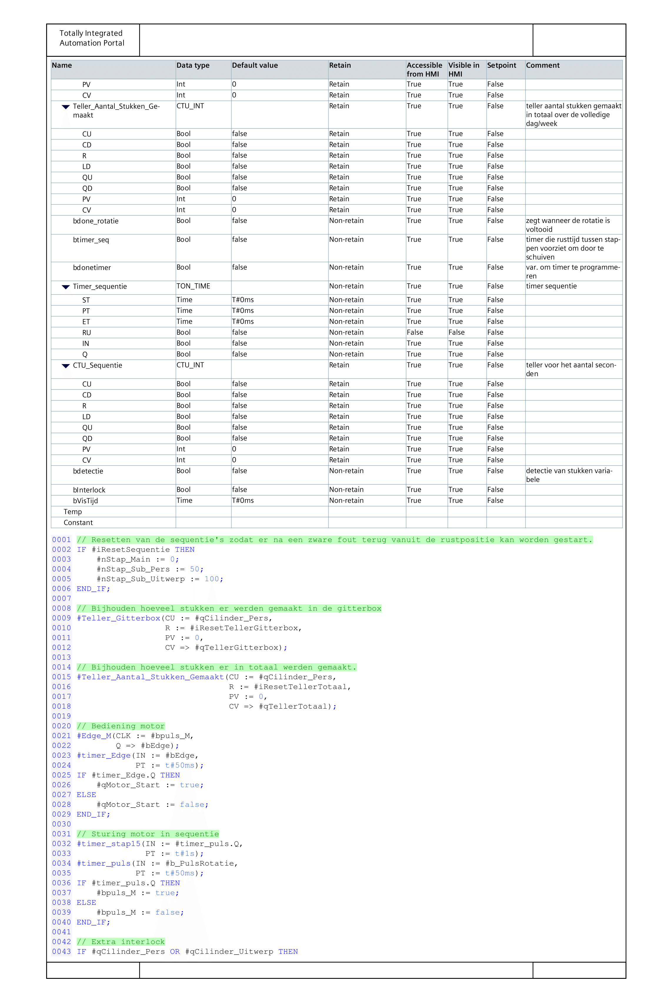 Totally Integrated
Automation Portal
Name Data type Default value Retain Accessible from HMI Visible in HMI Setpoint Comment
PV Int 0 Retain True True False
CV Int 0 Retain True True False
Teller_Aantal_Stukken_Ge-
maakt CTU_INT Retain True True False teller aantal stukken gemaakt
in totaal over de volledige
dag/week
CU Bool false Retain True True False
CD Bool false Retain True True False
R Bool false Retain True True False
LD Bool false Retain True True False
QU Bool false Retain True True False
QD Bool false Retain True True False
PV Int 0 Retain True True False
CV Int 0 Retain True True False
bdone_rotatie Bool false Non-retain True True False zegt wanneer de rotatie is
voltooid
btimer_seq Bool false Non-retain True True False timer die rusttijd tussen stap-
pen voorziet om door te
schuiven
bdonetimer Bool false Non-retain True True False var. om timer te programme-
ren
Timer_sequentie TON_TIME Non-retain True True False timer sequentie
ST Time T#0ms Non-retain True True False
PT Time T#0ms Non-retain True True False
ET Time T#0ms Non-retain True True False
RU Bool false Non-retain False False False
IN Bool false Non-retain True True False
Q Bool false Non-retain True True False
CTU_Sequentie CTU_INT Retain True True False teller voor het aantal secon-
den
CU Bool false Retain True True False
CD Bool false Retain True True False
R Bool false Retain True True False
LD Bool false Retain True True False
QU Bool false Retain True True False
QD Bool false Retain True True False
PV Int 0 Retain True True False
CV Int 0 Retain True True False
bdetectie Bool false Non-retain True True False detectie van stukken varia-
bele
bInterlock Bool false Non-retain True True False
bVisTijd Time T#0ms Non-retain True True False
Temp
Constant
0001 // Resetten van de sequentie's zodat er na een zware fout terug vanuit de rustpositie kan worden gestart.
0002 IF #iResetSequentie THEN
0003 #nStap_Main := 0;
0004 #nStap_Sub_Pers := 50;
0005 #nStap_Sub_Uitwerp := 100;
0006 END_IF;
0007
0008 // Bijhouden hoeveel stukken er werden gemaakt in de gitterbox
0009 #Teller_Gitterbox(CU := #qCilinder_Pers,
0010 R := #iResetTellerGitterbox,
0011 PV := 0,
0012 CV => #qTellerGitterbox);
0013
0014 // Bijhouden hoeveel stukken er in totaal werden gemaakt.
0015 #Teller_Aantal_Stukken_Gemaakt(CU := #qCilinder_Pers,
0016 R := #iResetTellerTotaal,
0017 PV := 0,
0018 CV => #qTellerTotaal);
0019
0020 // Bediening motor
0021 #Edge_M(CLK := #bpuls_M,
0022 Q => #bEdge);
0023 #timer_Edge(IN := #bEdge,
0024 PT := t#50ms);
0025 IF #timer_Edge.Q THEN
0026 #qMotor_Start := true;
0027 ELSE
0028 #qMotor_Start := false;
0029 END_IF;
0030
0031 // Sturing motor in sequentie
0032 #timer_stap15(IN := #timer_puls.Q,
0033 PT := t#1s);
0034 #timer_puls(IN := #b_PulsRotatie,
0035 PT := t#50ms);
0036 IF #timer_puls.Q THEN
0037 #bpuls_M := true;
0038 ELSE
0039 #bpuls_M := false;
0040 END_IF;
0041
0042 // Extra interlock
0043 IF #qCilinder_Pers OR #qCilinder_Uitwerp THEN